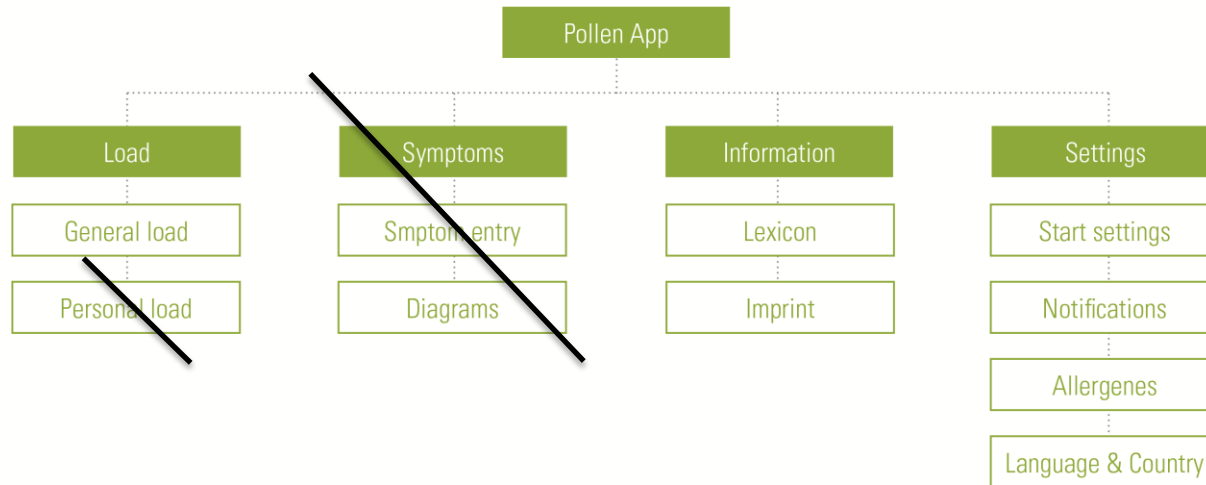 Pollen App
Load
Symptoms
Information
Settings
General load
Smptom entry
Lexicon
Start settings
Personal load
Diagrams
Imprint
Notifications
Allergenes
Language & Country